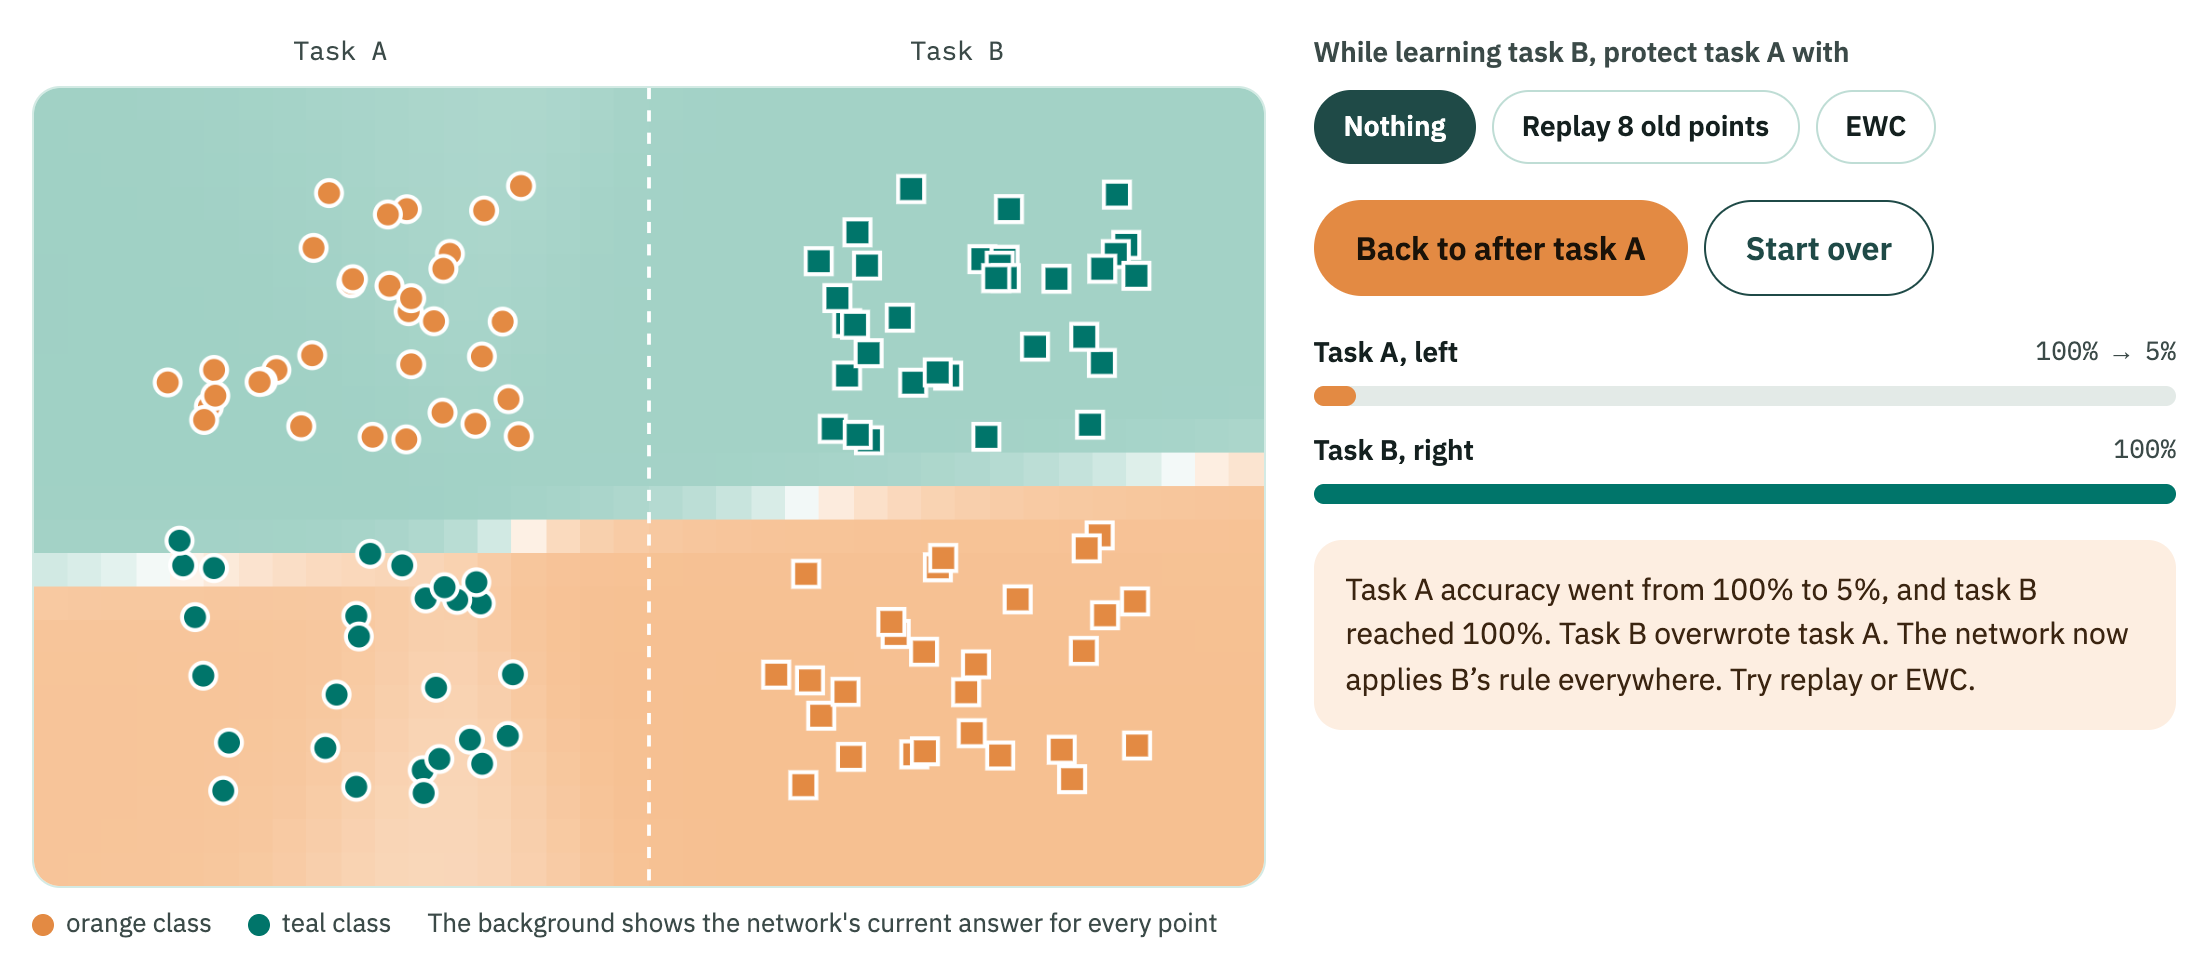 Task A
Task B
orange class
teal class
The background shows the network's current answer for every point
While learning task B, protect task A with
Nothing
Replay 8 old points
EWC
Back to after task A
Start over
Task A, left
100% → 5%
Task B, right
100%
Task A accuracy went from 100% to 5%, and task B
reached 100%. Task B overwrote task A. The network now
applies B’s rule everywhere. Try replay or EWC.